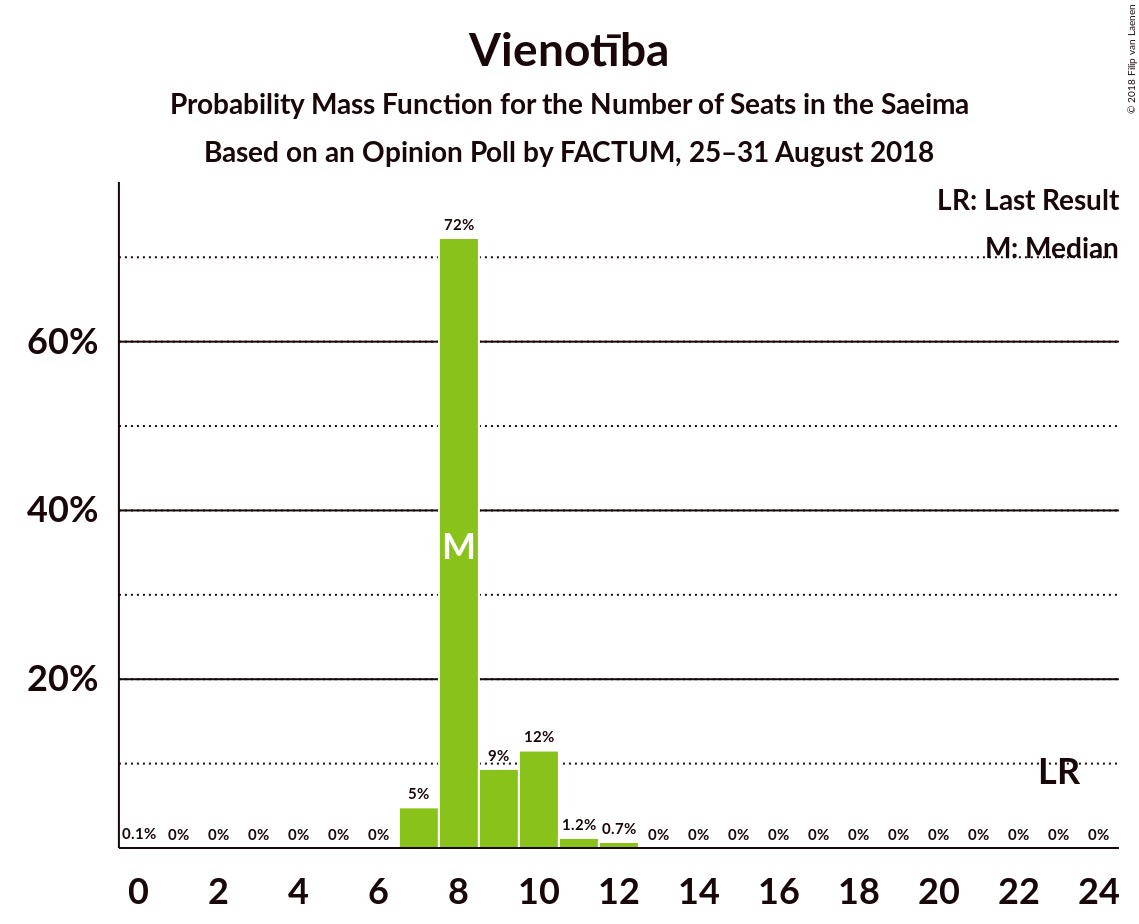 Vienotība
Probability Mass Function for the Number of Seats in the Saeima
Based on an Opinion Poll by FACTUM, 25–31 August 2018
© 2018 Filip van Laenen
LR: Last Result
M: Median
72%
60%
40%
M
20%
12%
9%
LR
5%
0.1% 0% 0% 0% 0% 0% 0% 1.2% 0.7% 0% 0% 0% 0% 0% 0% 0% 0% 0% 0% 0% 0%
0 2 4 6 8 10 12 14 16 18 20 22 24